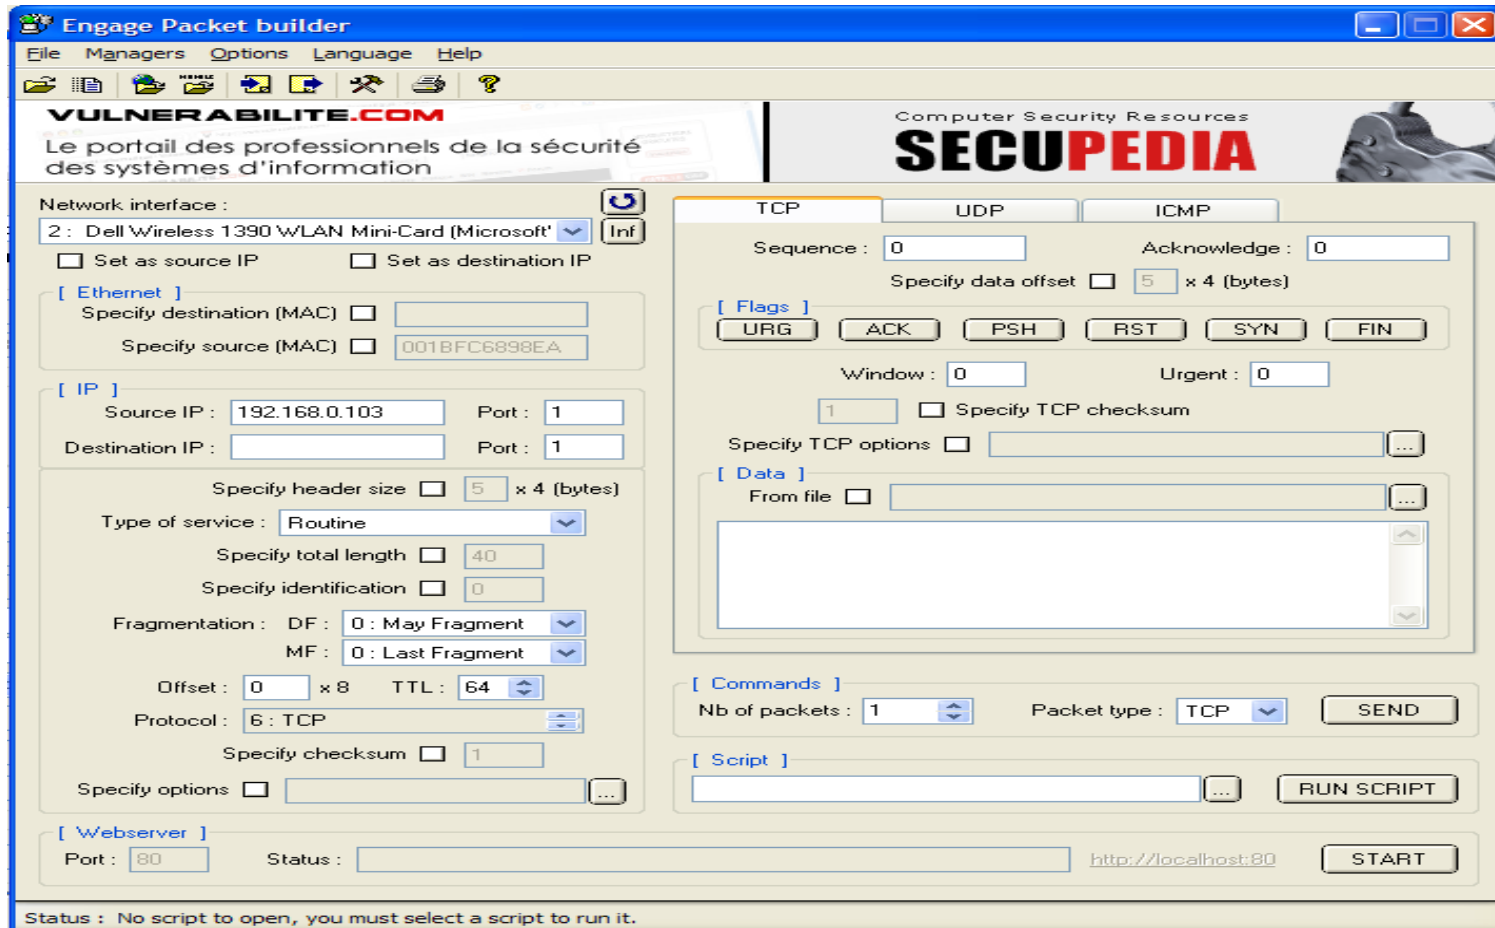 Engage Packet builder
File Managers Options Language Help
VULNERABILITE.COM
Le portail des professionnels de la sécurité
des systèmes d'information
Computer Security Resources
SECUPEDIA
Network interface :
2 : Dell Wireless 1390 WLAN Mini-Card (Microsoft' Inf
Set as source IP Set as destination IP
[ Ethernet ]
Specify destination (MAC)
Specify source (MAC) 001BFC6898EA
[ IP ]
Source IP : 192.168.0.103 Port : 1
Destination IP : Port : 1
Specify header size 5 x 4 (bytes)
Type of service : Routine
Specify total length 40
Specify identification 0
Fragmentation : DF : 0 : May Fragment
MF : 0 : Last Fragment
Offset : 0 x 8 TTL : 64
Protocol : 6 : TCP
Specify checksum 1
Specify options ...
TCP UDP ICMP
Sequence : 0 Acknowledge : 0
Specify data offset 5 x 4 (bytes)
[ Flags ]
URG ACK PSH RST SYN FIN
Window : 0 Urgent : 0
1 Specify TCP checksum
Specify TCP options ...
[ Data ]
From file ...
[ Commands ]
Nb of packets : 1 Packet type : TCP SEND
[ Script ]
... RUN SCRIPT
[ Webserver ]
Port : 80 Status : http://localhost:80 START
Status : No script to open, you must select a script to run it.